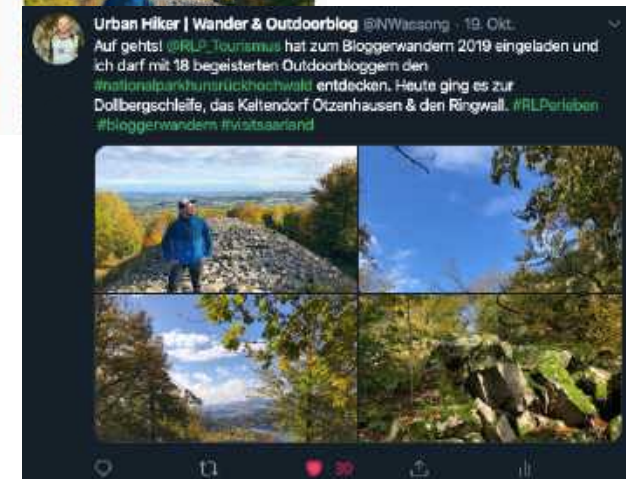 Urban Hiker | Wander & Outdoorblog @NWassong · 19. Okt.
Auf gehts! @RLP_Tourismus hat zum Bloggerwandern 2019 eingeladen und
ich darf mit 18 begeisterten Outdoorbloggern den
#nationalparkhunsrückhochwald entdecken. Heute ging es zur
Dollbergschleife, das Keltendorf Otzenhausen & den Ringwall. #RLPerleben
#bloggerwandern #visitsaarland
30